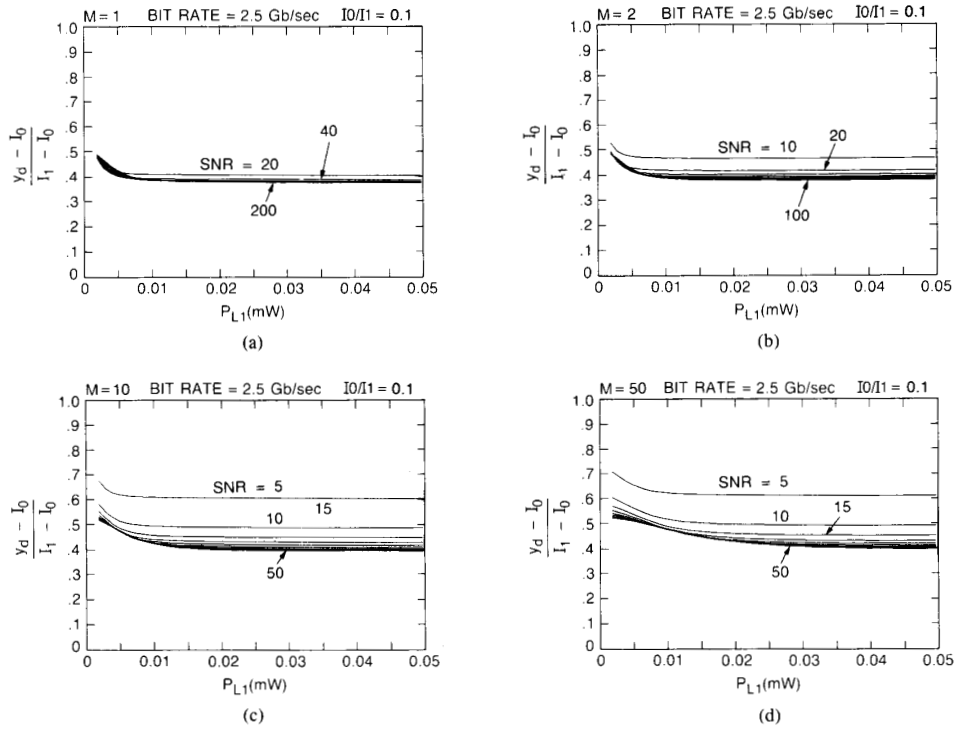 M=1 BIT RATE = 2.5 Gb/sec I0/I1 = 0.1
1.0
.9
.8
.7
.6
.5
.4
.3
.2
.1
0
y_d - I_0
I_1 - I_0
40
SNR = 20
200
0 0.01 0.02 0.03 0.04 0.05
P_L1(mW)
(a)
M=2 BIT RATE = 2.5 Gb/sec I0/I1 = 0.1
1.0
.9
.8
.7
.6
.5
.4
.3
.2
.1
0
y_d - I_0
I_1 - I_0
20
SNR = 10
100
0 0.01 0.02 0.03 0.04 0.05
P_L1(mW)
(b)
M=10 BIT RATE = 2.5 Gb/sec I0/I1 = 0.1
1.0
.9
.8
.7
.6
.5
.4
.3
.2
.1
0
y_d - I_0
I_1 - I_0
SNR = 5
15
10
50
0 0.01 0.02 0.03 0.04 0.05
P_L1(mW)
(c)
M=50 BIT RATE = 2.5 Gb/sec I0/I1 = 0.1
1.0
.9
.8
.7
.6
.5
.4
.3
.2
.1
0
y_d - I_0
I_1 - I_0
SNR = 5
10 15
50
0 0.01 0.02 0.03 0.04 0.05
P_L1(mW)
(d)